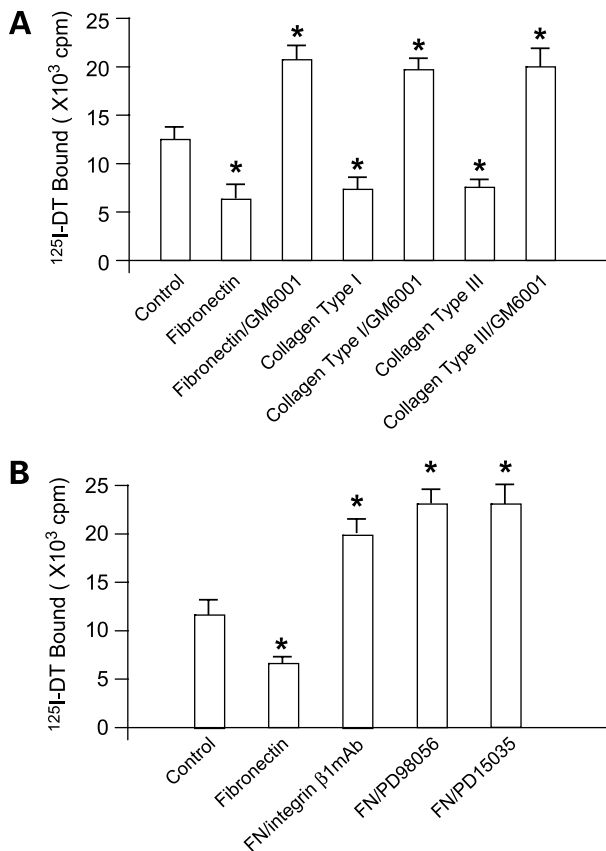 A
25
20
15
10
5
0
¹²⁵I-DT Bound ( X10³ cpm)
*
*
*
*
*
*
Control
Fibronectin
Fibronectin/GM6001
Collagen Type I
Collagen Type I/GM6001
Collagen Type III
Collagen Type III/GM6001
B
25
20
15
10
5
0
¹²⁵I-DT Bound ( X10³ cpm)
*
*
*
*
Control
Fibronectin
FN/integrin β1mAb
FN/PD98056
FN/PD15035